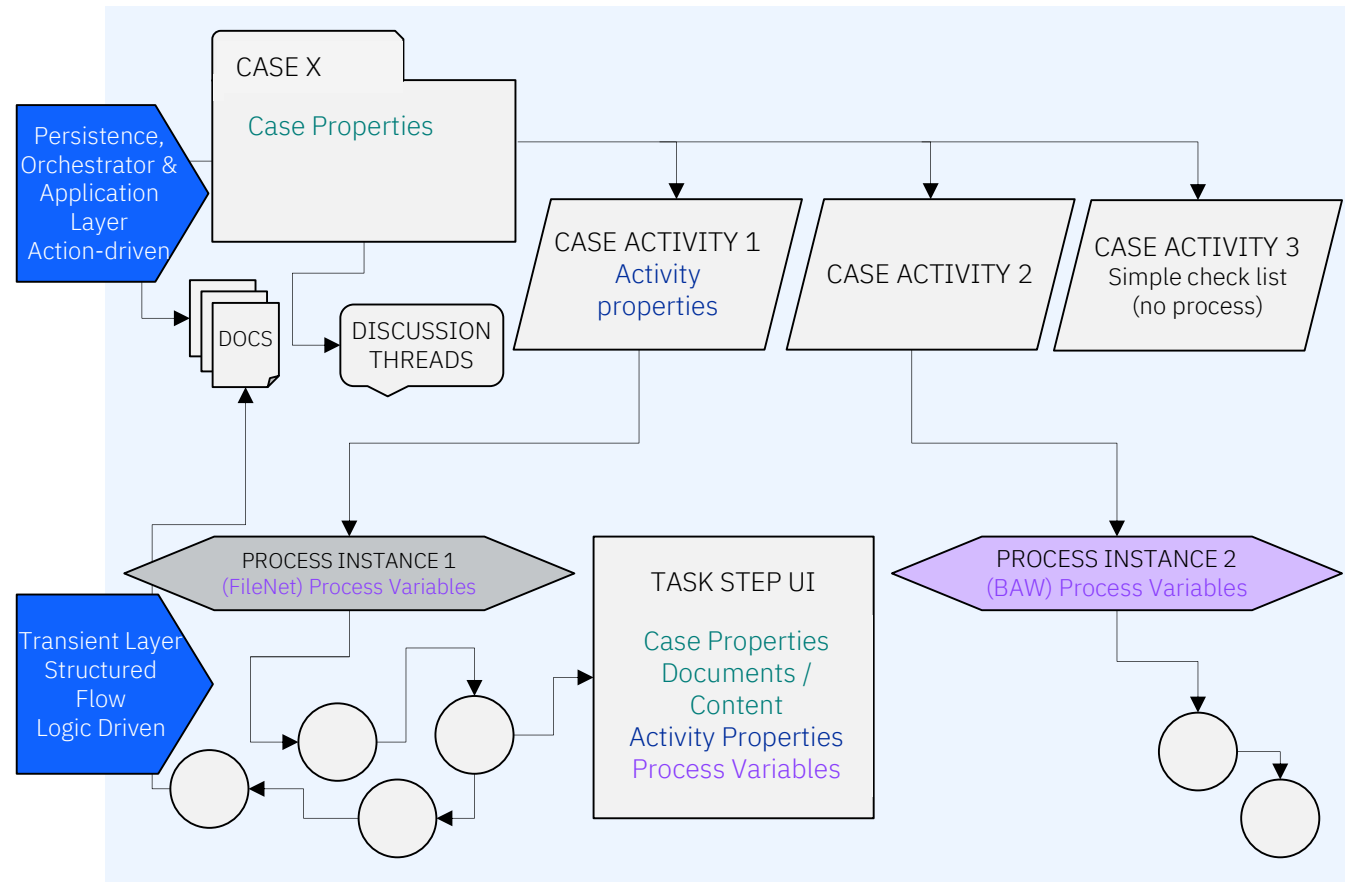 CASE X
Case Properties
Persistence,
Orchestrator &
Application
Layer
Action-driven
CASE ACTIVITY 1
Activity
properties
CASE ACTIVITY 2
CASE ACTIVITY 3
Simple check list
(no process)
DOCS
DISCUSSION
THREADS
PROCESS INSTANCE 1
(FileNet) Process Variables
TASK STEP UI
Case Properties
Documents /
Content
Activity Properties
Process Variables
PROCESS INSTANCE 2
(BAW) Process Variables
Transient Layer
Structured
Flow
Logic Driven